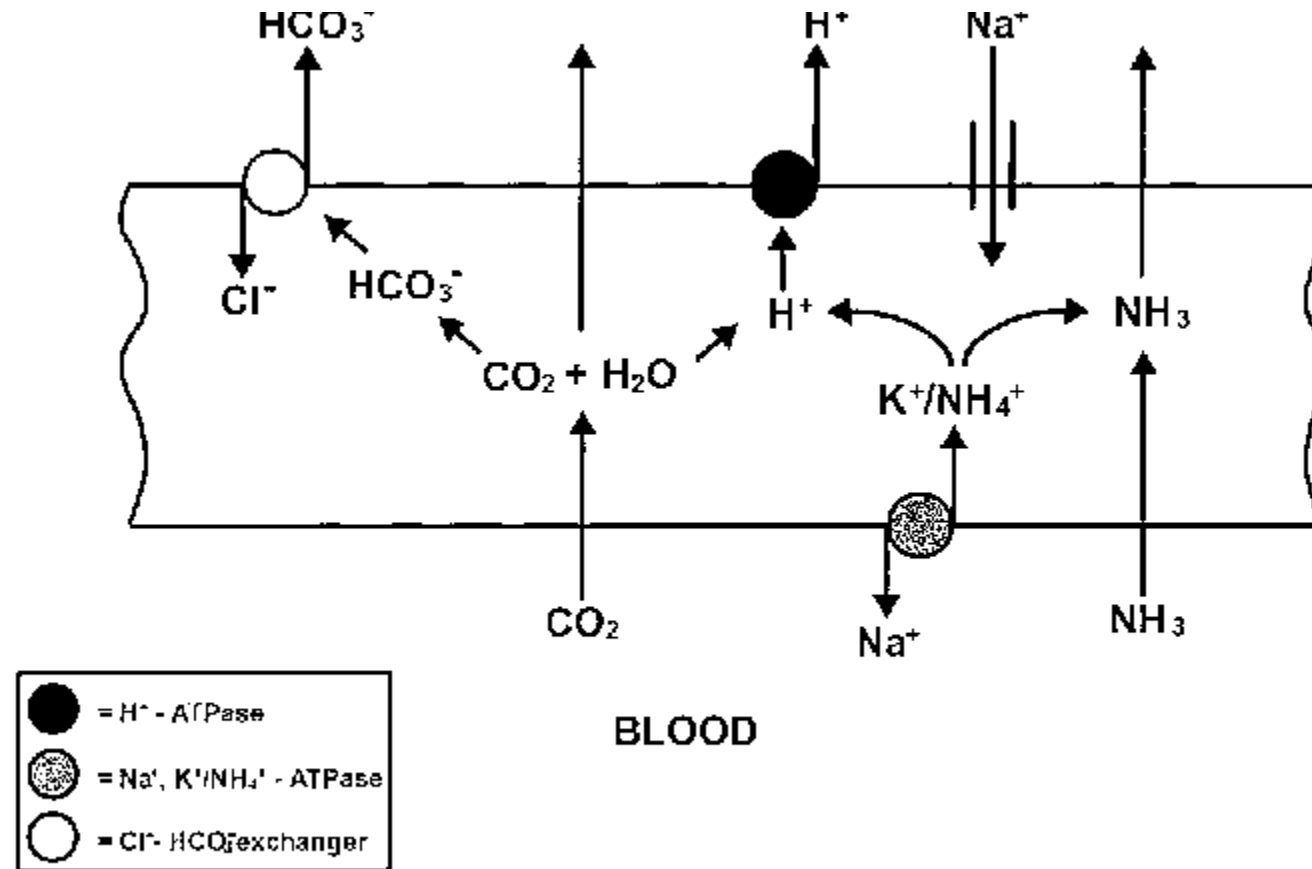 HCO₃⁻ H⁺ Na⁺
Cl⁻ HCO₃⁻ H⁺ NH₃
CO₂ + H₂O K⁺/NH₄⁺
CO₂ Na⁺ NH₃
BLOOD
= H⁺ - ATPase
= Na⁺, K⁺/NH₄⁺ - ATPase
= Cl⁻- HCO₃⁻exchanger